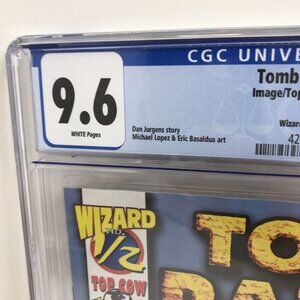 CGC UNIVE
9.6
WHITE Pages
Tomb
Image/Top
Wizard
Dan Jurgens story
Michael Lopez & Eric Basaldua art
42
WIZARD
NO.
1/2
TOP COW
TO
RA